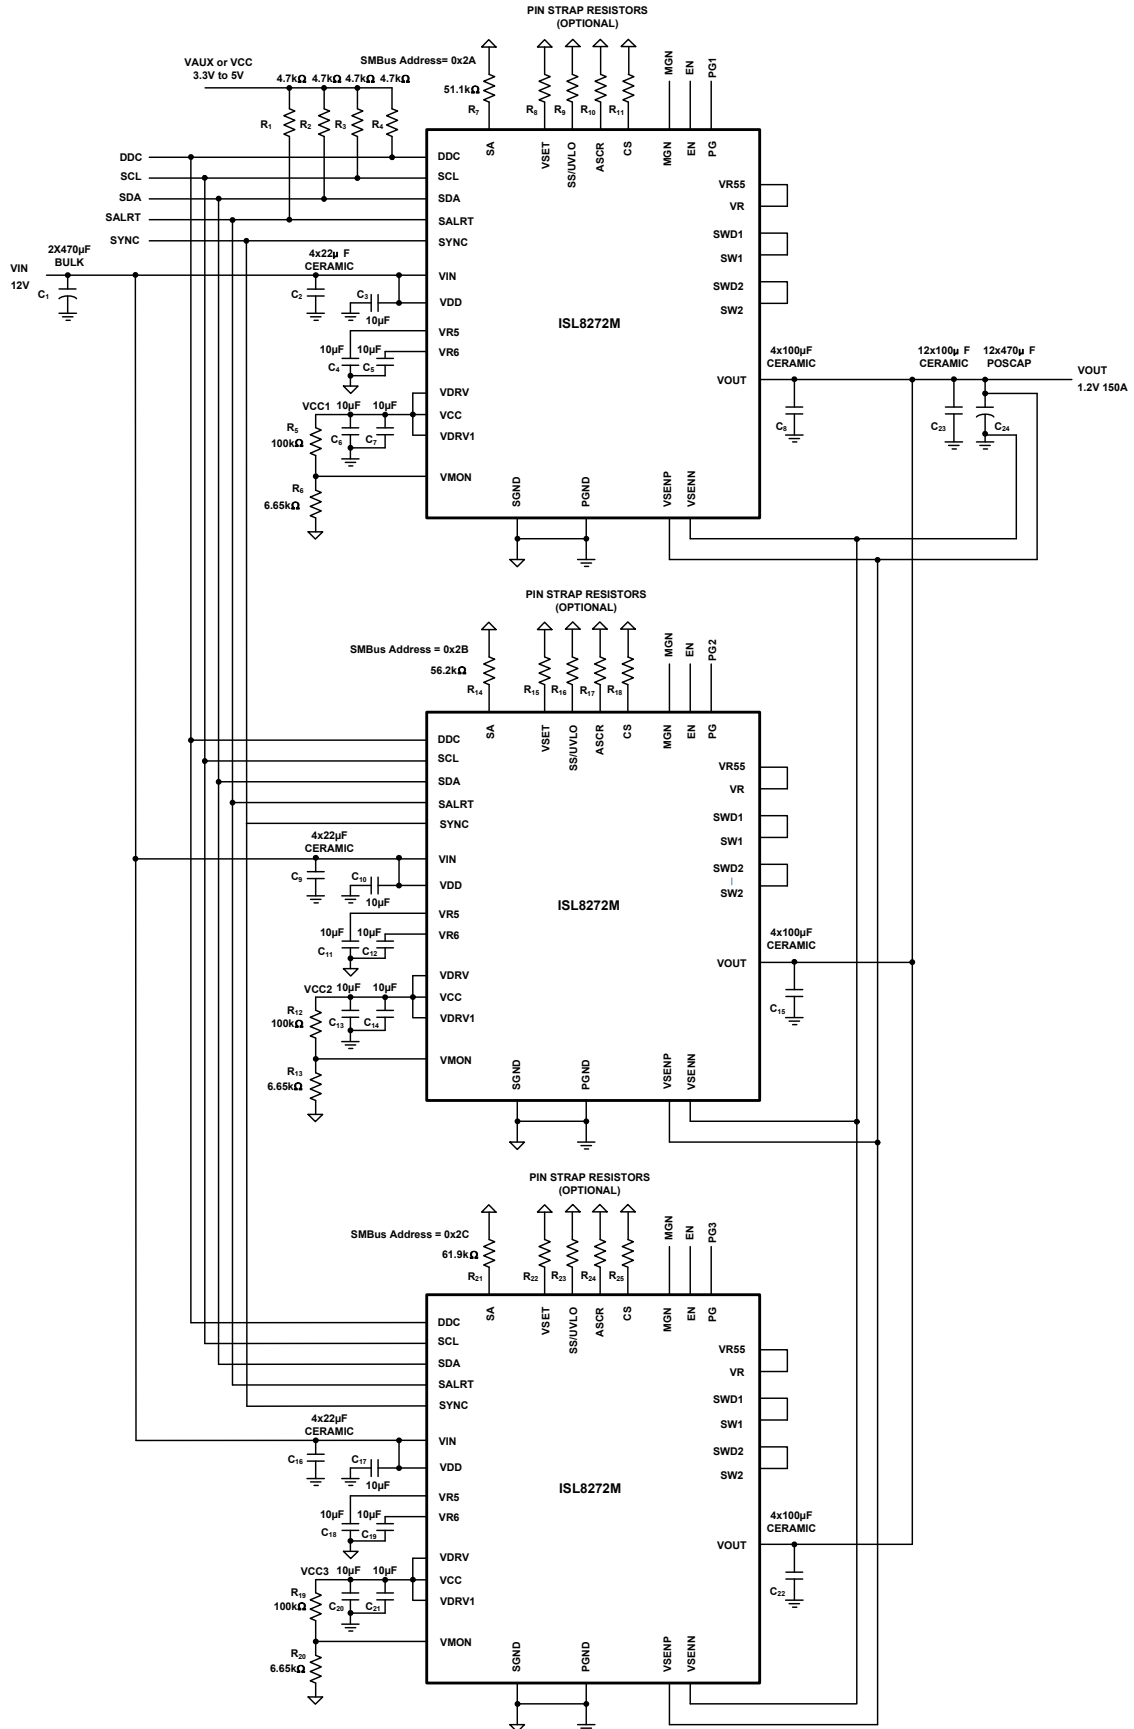 PIN STRAP RESISTORS
(OPTIONAL)
SMBus Address= 0x2A
VAUX or VCC
3.3V to 5V
4.7kΩ 4.7kΩ 4.7kΩ 4.7kΩ
51.1kΩ
R1 R2 R3 R4
R7 R8 R9 R10 R11
MGN EN PG1
SA VSET SS/UVLO ASCR CS MGN EN PG
DDC DDC
SCL SCL
SDA SDA
SALRT SALRT
SYNC SYNC
VR55
VR
SWD1
SW1
SWD2
SW2
2X470µF
BULK
VIN
12V
C1
4x22µ F
CERAMIC
C2
C3
10µF
VIN
VDD
ISL8272M
VR5
10µF 10µF
VR6
C4 C5
VDRV
VCC1 10µF 10µF
VCC
VDRV1
C6 C7
R5
100kΩ
VMON
R6
6.65kΩ
SGND PGND VSENP VSENN
VOUT
4x100µF
CERAMIC
C8
12x100µ F
CERAMIC
C23
12x470µ F
POSCAP
C24
VOUT
1.2V 150A
PIN STRAP RESISTORS
(OPTIONAL)
SMBus Address = 0x2B
56.2kΩ
R14 R15 R16 R17 R18
MGN EN PG2
SA VSET SS/UVLO ASCR CS MGN EN PG
DDC
SCL
SDA
SALRT
SYNC
VR55
VR
SWD1
SW1
SWD2
SW2
4x22µF
CERAMIC
C9
C10
10µF
VIN
VDD
ISL8272M
VR5
10µF 10µF
VR6
C11 C12
VDRV
VCC2 10µF 10µF
VCC
VDRV1
C13 C14
R12
100kΩ
VMON
R13
6.65kΩ
SGND PGND VSENP VSENN
VOUT
4x100µF
CERAMIC
C15
PIN STRAP RESISTORS
(OPTIONAL)
SMBus Address = 0x2C
61.9kΩ
R21 R22 R23 R24 R25
MGN EN PG3
SA VSET SS/UVLO ASCR CS MGN EN PG
DDC
SCL
SDA
SALRT
SYNC
VR55
VR
SWD1
SW1
SWD2
SW2
4x22µF
CERAMIC
C16
C17
10µF
VIN
VDD
ISL8272M
VR5
10µF 10µF
VR6
C18 C19
VDRV
VCC3 10µF 10µF
VCC
VDRV1
C20 C21
R19
100kΩ
VMON
R20
6.65kΩ
SGND PGND VSENP VSENN
VOUT
4x100µF
CERAMIC
C22